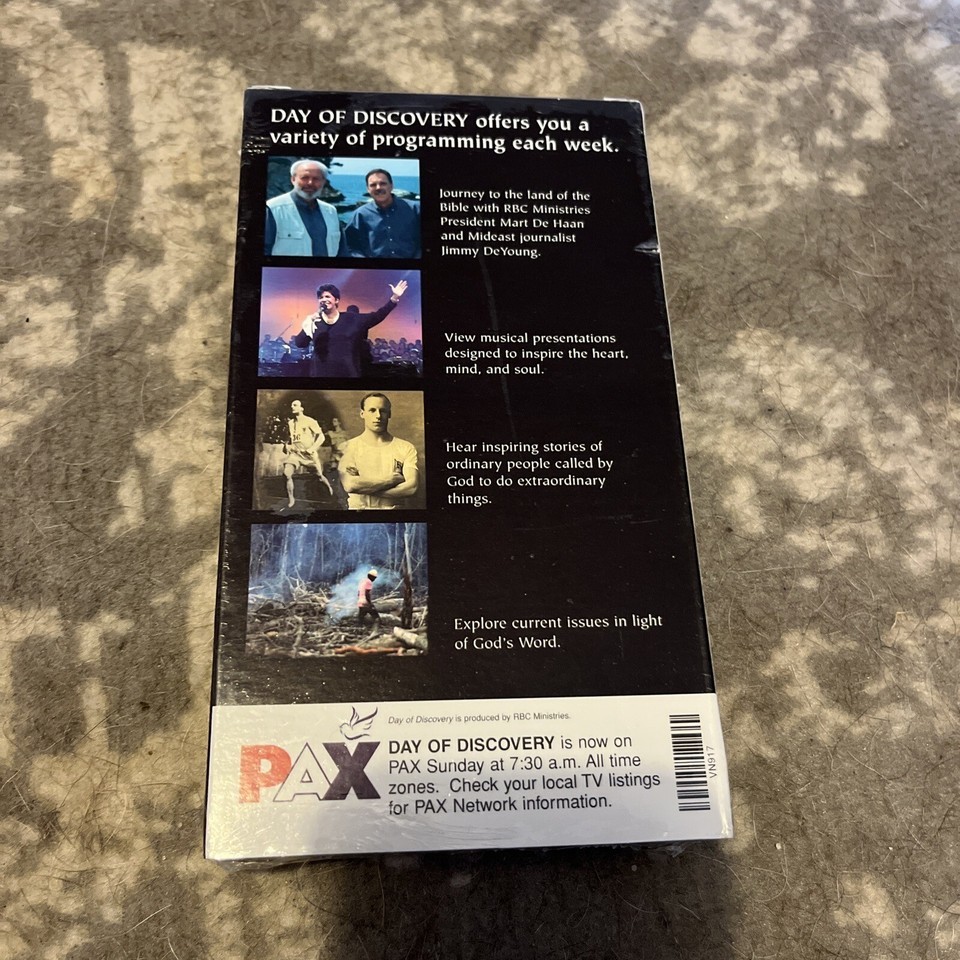 DAY OF DISCOVERY offers you a
variety of programming each week.
Journey to the land of the
Bible with RBC Ministries
President Mart De Haan
and Mideast journalist
Jimmy DeYoung.
View musical presentations
designed to inspire the heart,
mind, and soul.
Hear inspiring stories of
ordinary people called by
God to do extraordinary
things.
Explore current issues in light
of God's Word.
Day of Discovery is produced by RBC Ministries.
PAX
DAY OF DISCOVERY is now on
PAX Sunday at 7:30 a.m. All time
zones. Check your local TV listings
for PAX Network information.
VN917